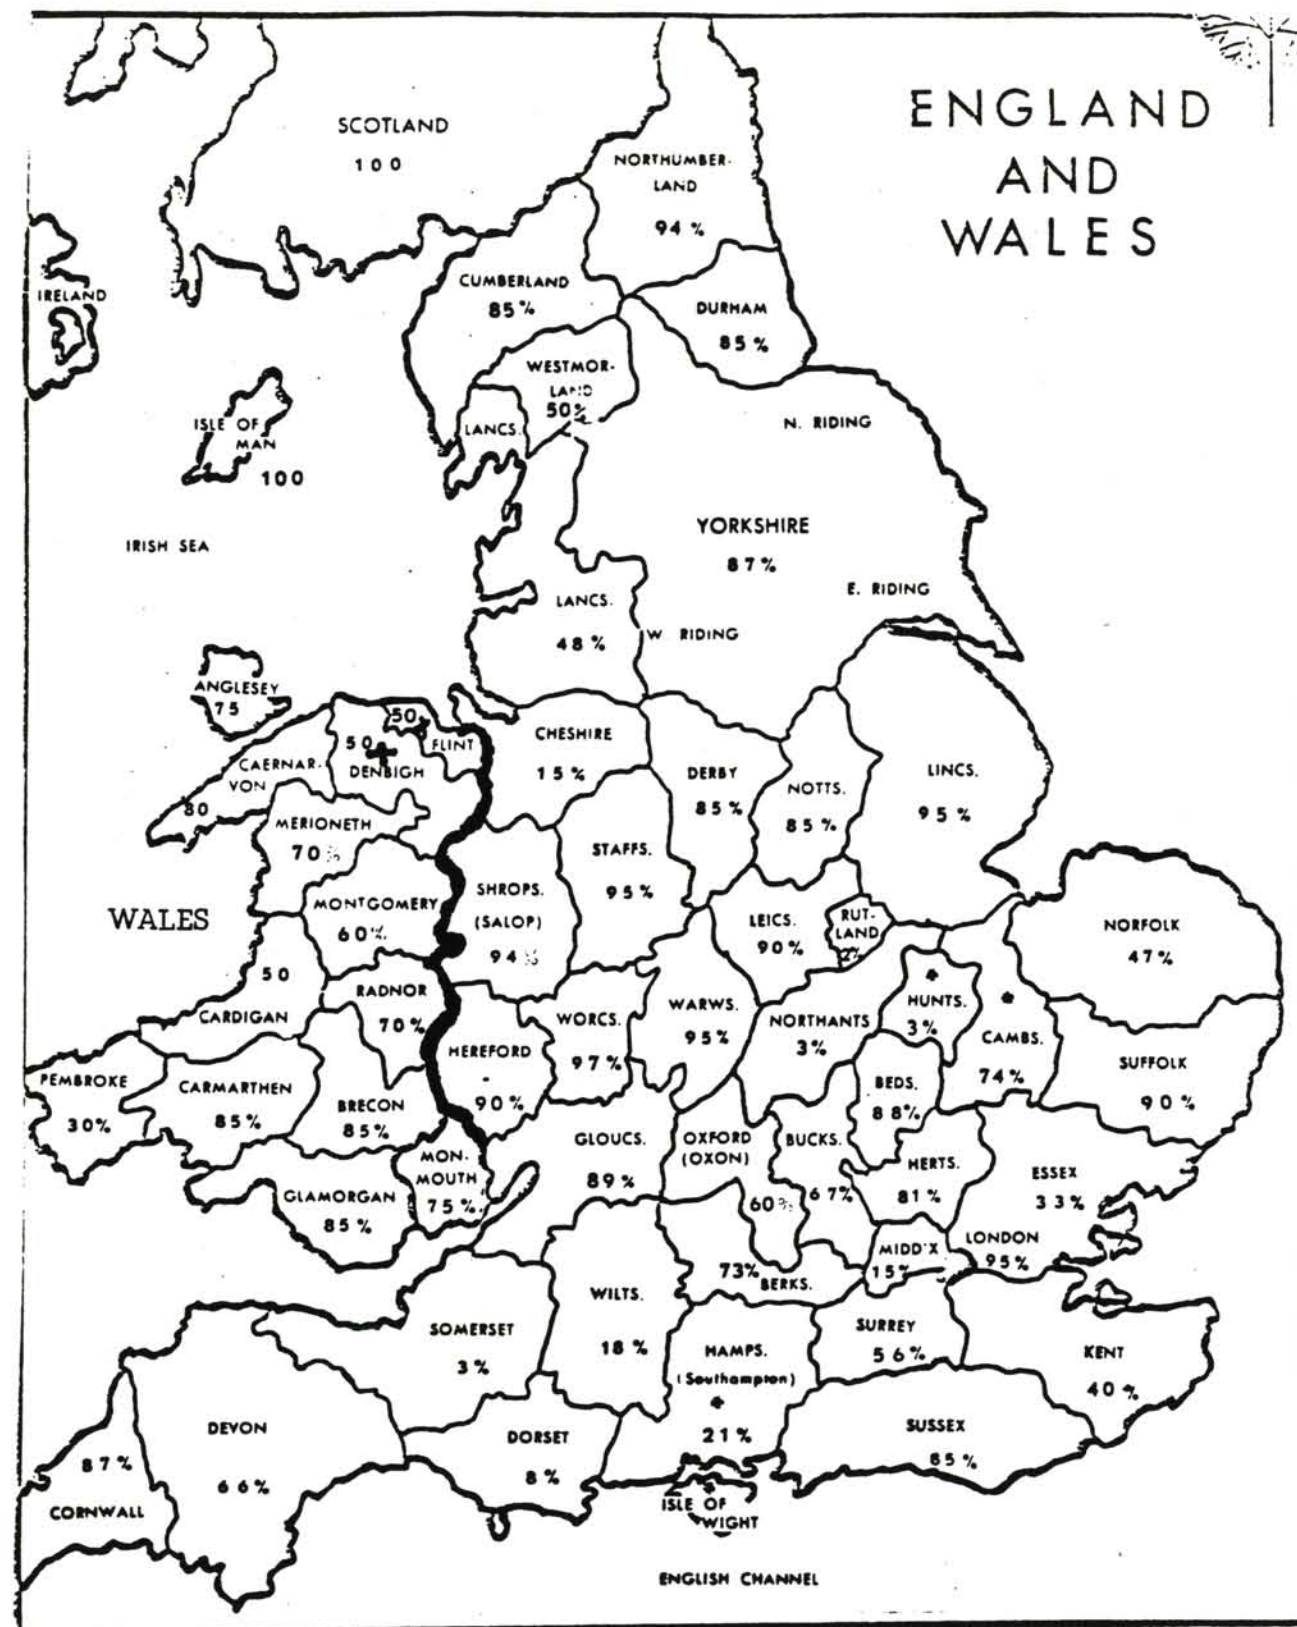 ENGLAND
AND
WALES
SCOTLAND
100
NORTHUMBER-
LAND
94%
CUMBERLAND
85%
DURHAM
85%
IRELAND
WESTMOR-
LAND
50%
LANCS.
N. RIDING
ISLE OF
MAN
100
IRISH SEA
YORKSHIRE
87%
E. RIDING
LANCS.
48%
W RIDING
ANGLESEY
75
50
FLINT
50
DENBIGH
CAERNAR-
VON
80
CHESHIRE
15%
DERBY
85%
NOTTS.
85%
LINCS.
95%
MERIONETH
70%
STAFFS.
95%
SHROPS.
(SALOP)
94%
MONTGOMERY
60%
WALES
LEICS.
90%
RUT-
LAND
2%
NORFOLK
47%
50
CARDIGAN
RADNOR
70%
HEREFORD
90%
WORCS.
97%
WARWS.
95%
NORTHANTS
3%
HUNTS.
3%
CAMBS.
74%
SUFFOLK
90%
PEMBROKE
30%
CARMARTHEN
85%
BRECON
85%
BEDS.
88%
GLOUCS.
89%
OXFORD
(OXON)
60%
BUCKS.
67%
HERTS.
81%
ESSEX
33%
MON-
MOUTH
75%
GLAMORGAN
85%
MIDD'X
15%
LONDON
95%
73%
BERKS.
WILTS.
18%
SOMERSET
3%
HAMPS.
(Southampton)
21%
SURREY
56%
KENT
40%
SUSSEX
85%
DEVON
66%
DORSET
8%
87%
CORNWALL
ISLE OF
WIGHT
ENGLISH CHANNEL